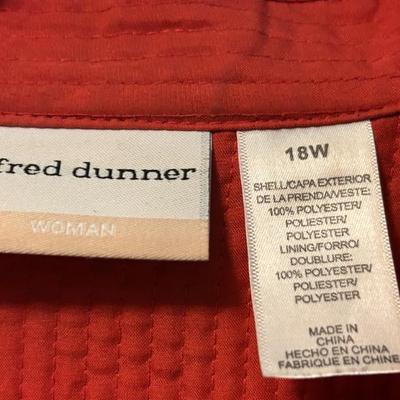 fred dunner
WOMAN
18W
SHELL/CAPA EXTERIOR
DE LA PRENDA/VESTE:
100% POLYESTER/
POLIESTER/
POLYESTER
LINING/FORRO/
DOUBLURE:
100% POLYESTER/
POLIESTER/
POLYESTER
MADE IN
CHINA
HECHO EN CHINA
FABRIQUE EN CHINE